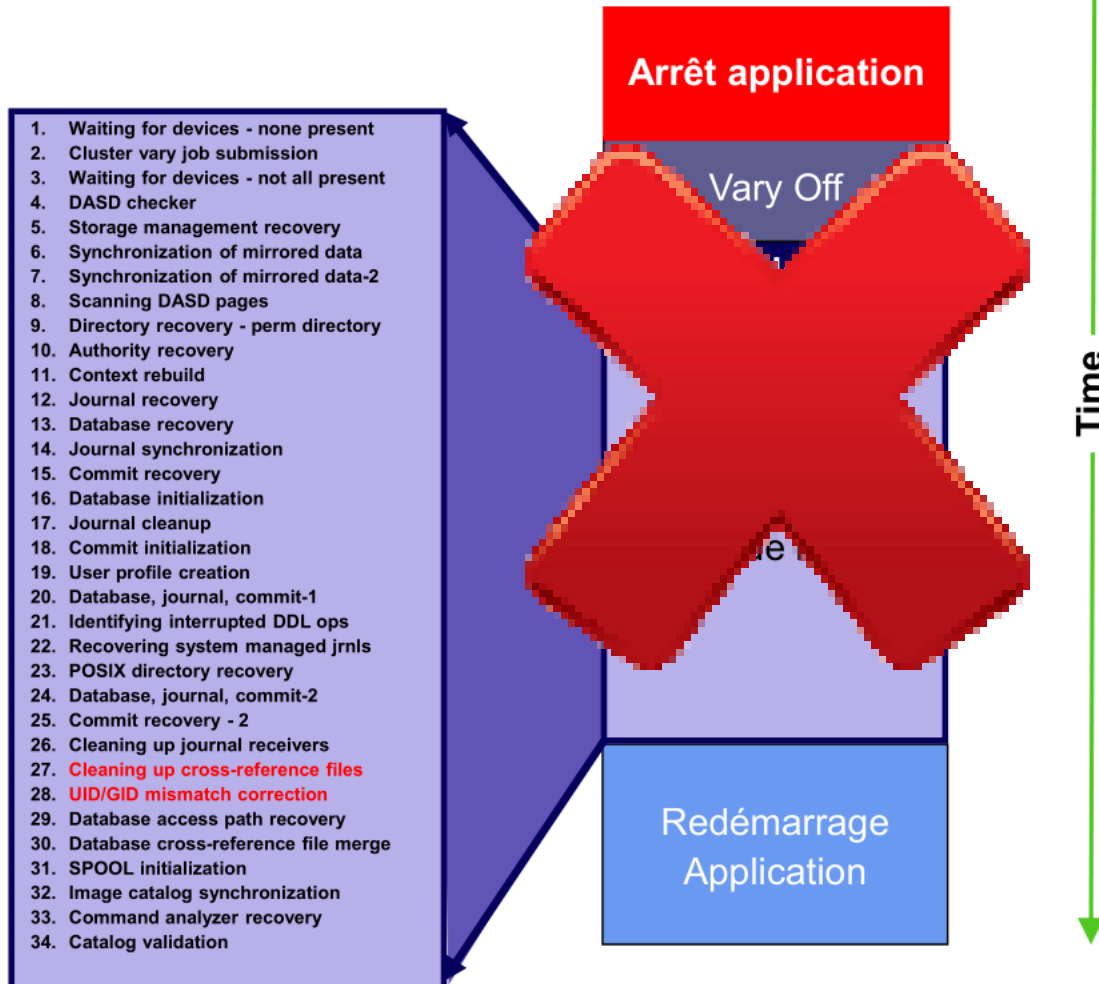 Arrêt application
Vary Off
1. Waiting for devices - none present
2. Cluster vary job submission
3. Waiting for devices - not all present
4. DASD checker
5. Storage management recovery
6. Synchronization of mirrored data
7. Synchronization of mirrored data-2
8. Scanning DASD pages
9. Directory recovery - perm directory
10. Authority recovery
11. Context rebuild
12. Journal recovery
13. Database recovery
14. Journal synchronization
15. Commit recovery
16. Database initialization
17. Journal cleanup
18. Commit initialization
19. User profile creation
20. Database, journal, commit-1
21. Identifying interrupted DDL ops
22. Recovering system managed jrnls
23. POSIX directory recovery
24. Database, journal, commit-2
25. Commit recovery - 2
26. Cleaning up journal receivers
27. Cleaning up cross-reference files
28. UID/GID mismatch correction
29. Database access path recovery
30. Database cross-reference file merge
31. SPOOL initialization
32. Image catalog synchronization
33. Command analyzer recovery
34. Catalog validation
Redémarrage
Application
Time